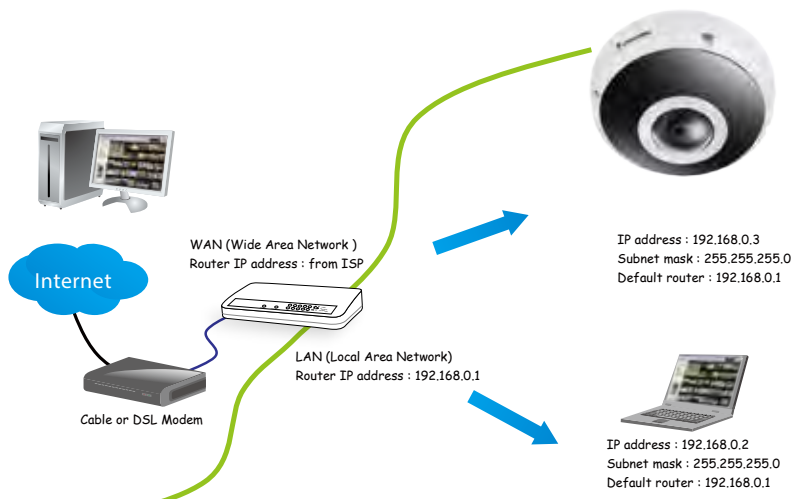 WAN (Wide Area Network )
Router IP address : from ISP
Internet
IP address : 192.168.0.3
Subnet mask : 255.255.255.0
Default router : 192.168.0.1
LAN (Local Area Network)
Router IP address : 192.168.0.1
Cable or DSL Modem
IP address : 192.168.0.2
Subnet mask : 255.255.255.0
Default router : 192.168.0.1